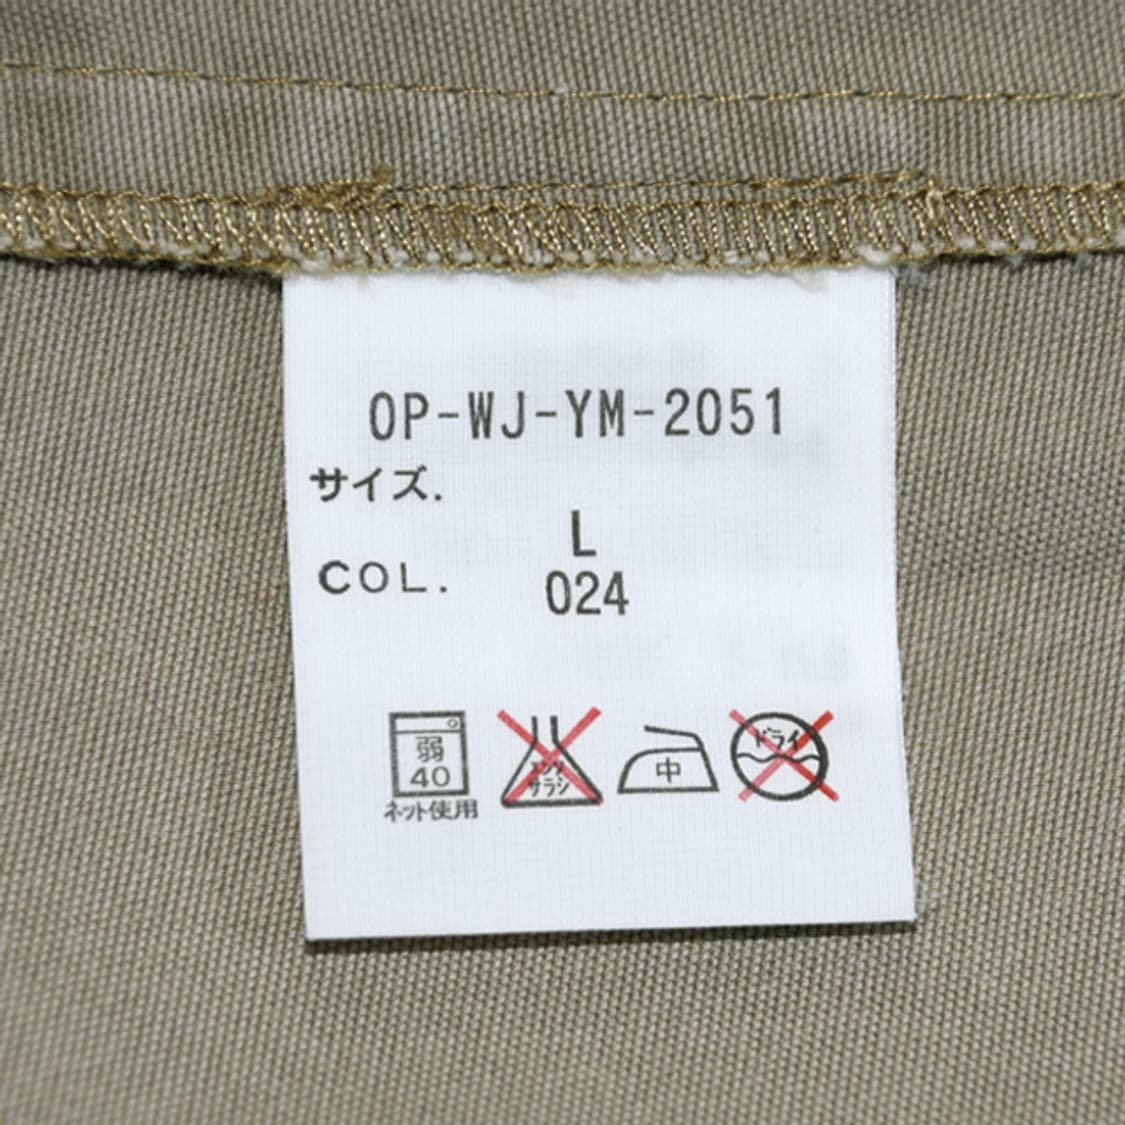 OP-WJ-YM-2051
サイズ.
L
COL. 024
弱
40
ネット使用
エンソ
サラシ
中
ドライ